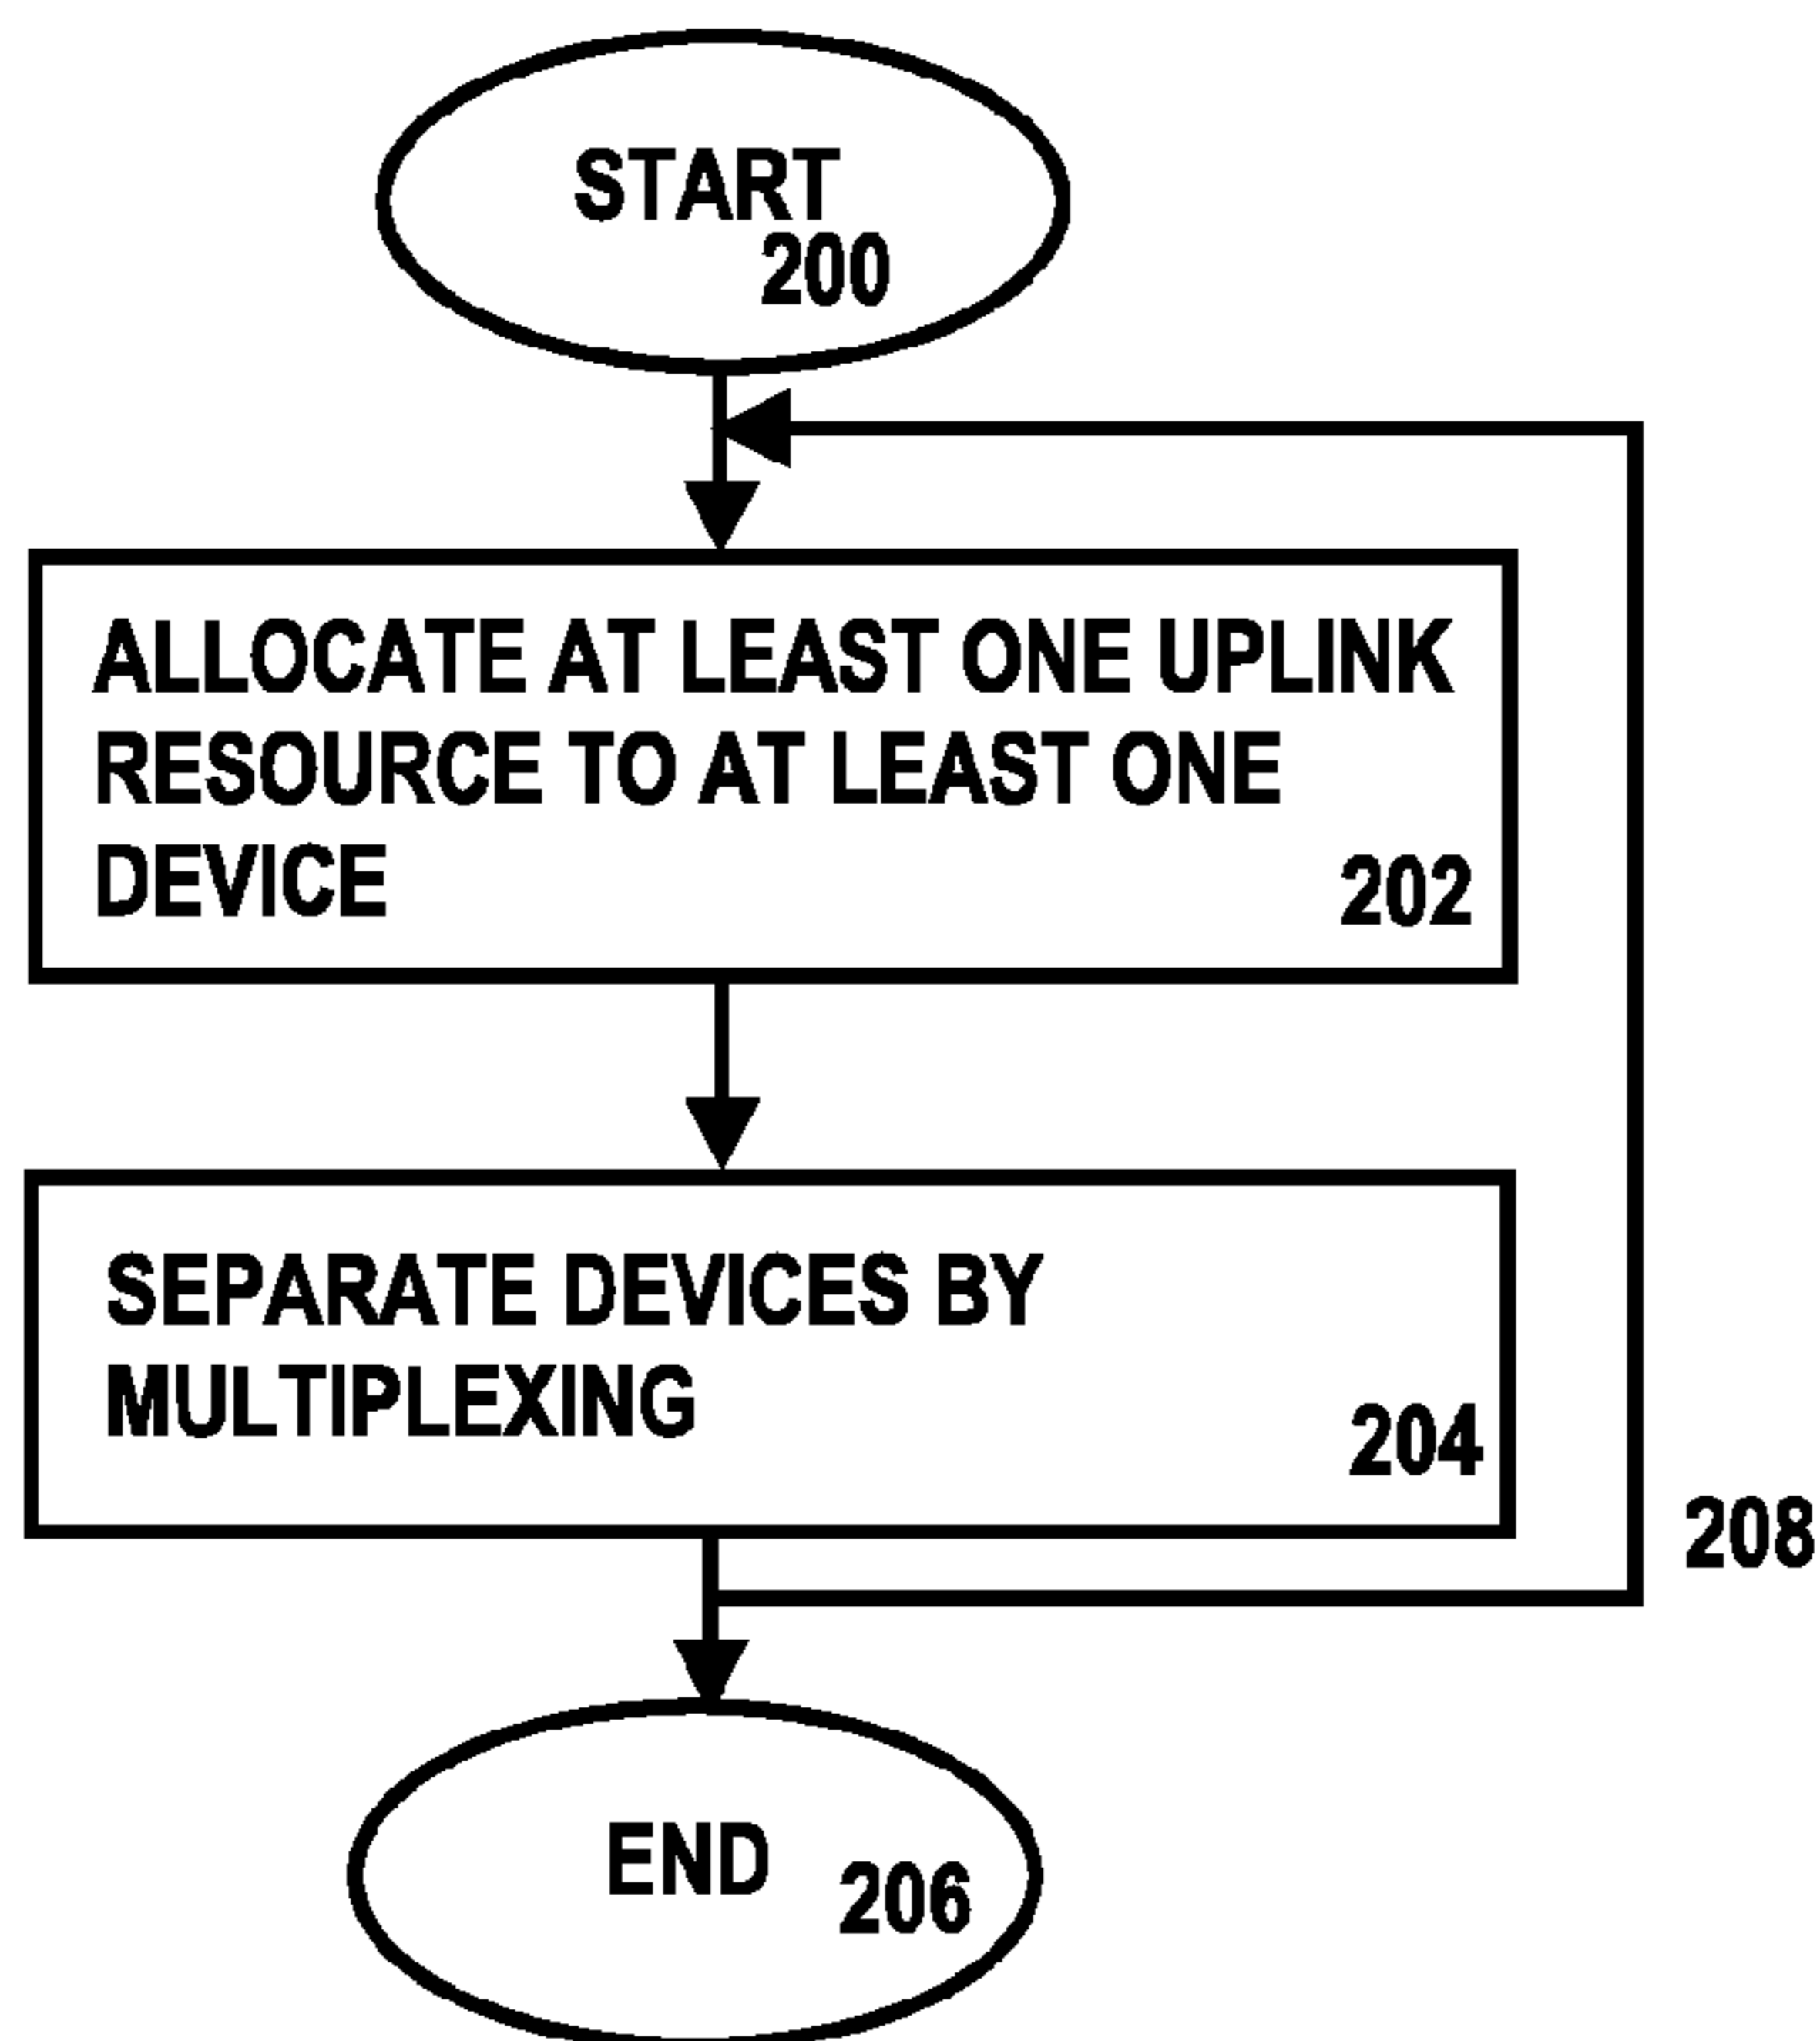 START
200
ALLOCATE AT LEAST ONE UPLINK
RESOURCE TO AT LEAST ONE
DEVICE
202
SEPARATE DEVICES BY
MULTIPLEXING
204
208
END
206